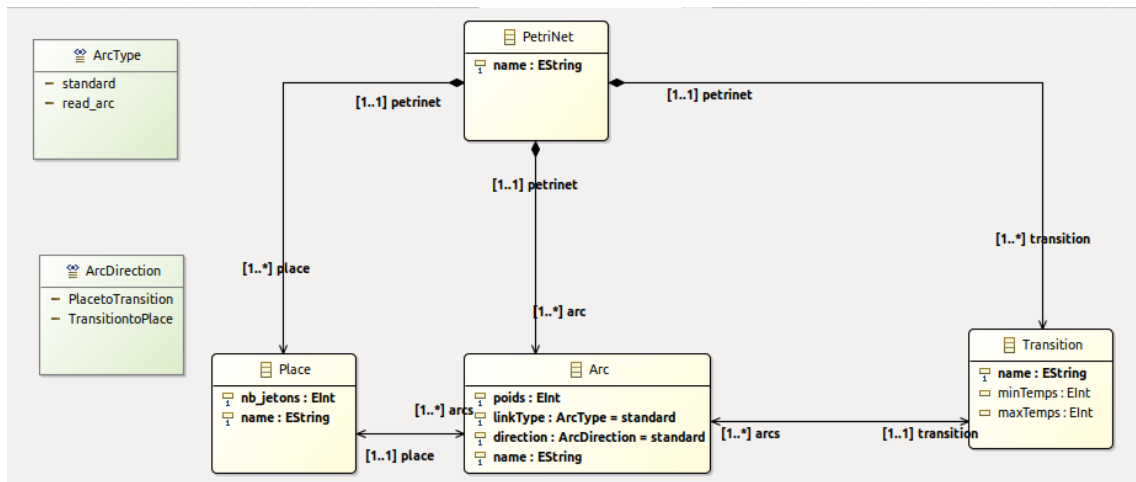 PetriNet
name : EString
ArcType
standard
read_arc
[1..1] petrinet
[1..1] petrinet
[1..1] petrinet
ArcDirection
PlacetoTransition
TransitiontoPlace
[1..*] place
[1..*] transition
[1..*] arc
Place
nb_jetons : EInt
name : EString
Arc
poids : EInt
linkType : ArcType = standard
direction : ArcDirection = standard
name : EString
Transition
name : EString
minTemps : EInt
maxTemps : EInt
[1..*] arcs
[1..1] place
[1..*] arcs
[1..1] transition